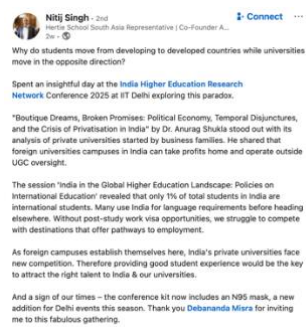 Nitij Singh • 2nd
Connect
Hertie School South Asia Representative | Co-Founder A...
2w •
Why do students move from developing to developed countries while universities
move in the opposite direction?
Spent an insightful day at the India Higher Education Research
Network Conference 2025 at IIT Delhi exploring this paradox.
"Boutique Dreams, Broken Promises: Political Economy, Temporal Disjunctures,
and the Crisis of Privatisation in India" by Dr. Anurag Shukla stood out with its
analysis of private universities started by business families. He shared that
foreign universities campuses in India can take profits home and operate outside
UGC oversight.
The session 'India in the Global Higher Education Landscape: Policies on
International Education' revealed that only 1% of total students in India are
international students. Many use India for language requirements before heading
elsewhere. Without post-study work visa opportunities, we struggle to compete
with destinations that offer pathways to employment.
As foreign campuses establish themselves here, India's private universities face
new competition. Therefore providing good student experience would be the key
to attract the right talent to India & our universities.
And a sign of our times – the conference kit now includes an N95 mask, a new
addition for Delhi events this season. Thank you Debananda Misra for inviting
me to this fabulous gathering.